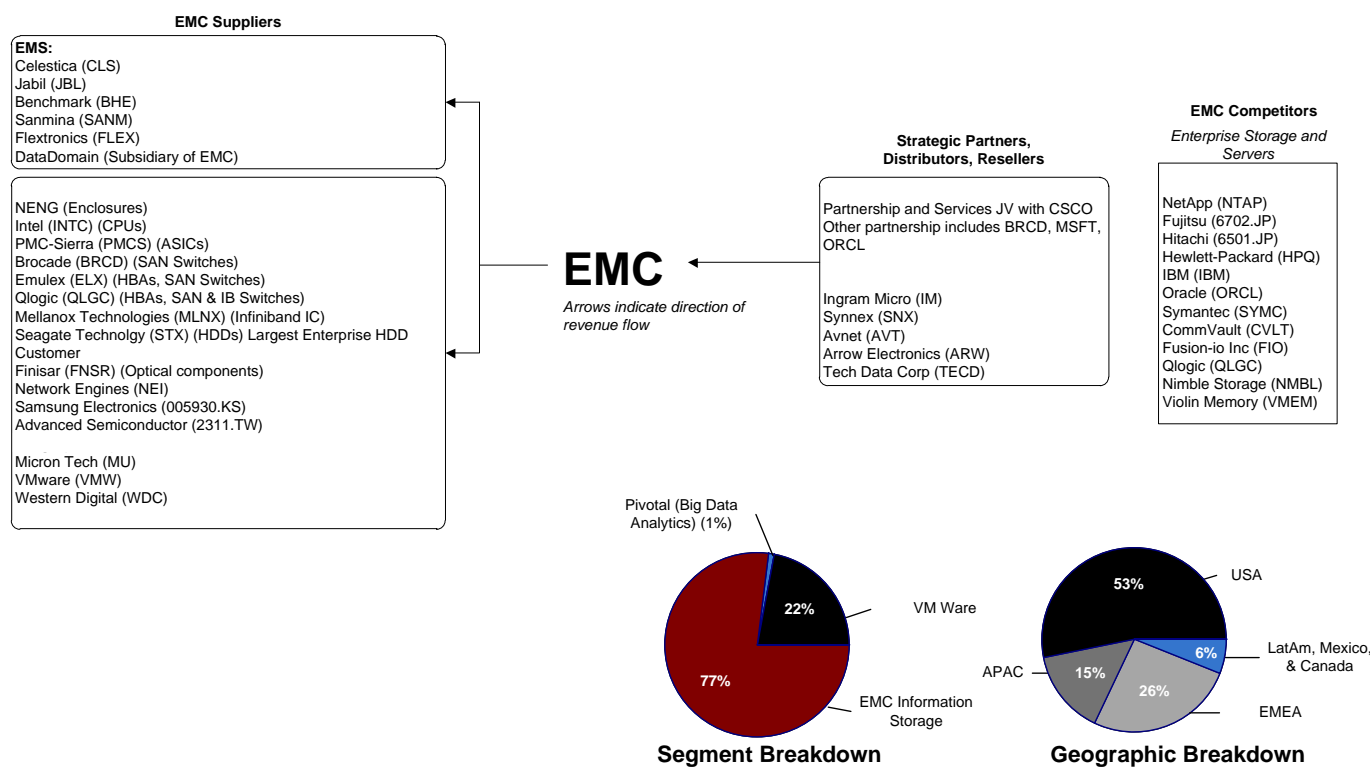 EMC Suppliers
EMS:
Celestica (CLS)
Jabil (JBL)
Benchmark (BHE)
Sanmina (SANM)
Flextronics (FLEX)
DataDomain (Subsidiary of EMC)
NENG (Enclosures)
Intel (INTC) (CPUs)
PMC-Sierra (PMCS) (ASICs)
Brocade (BRCD) (SAN Switches)
Emulex (ELX) (HBAs, SAN Switches)
Qlogic (QLGC) (HBAs, SAN & IB Switches)
Mellanox Technologies (MLNX) (Infiniband IC)
Seagate Technolgy (STX) (HDDs) Largest Enterprise HDD
Customer
Finisar (FNSR) (Optical components)
Network Engines (NEI)
Samsung Electronics (005930.KS)
Advanced Semiconductor (2311.TW)
Micron Tech (MU)
VMware (VMW)
Western Digital (WDC)
EMC
Arrows indicate direction of
revenue flow
Strategic Partners,
Distributors, Resellers
Partnership and Services JV with CSCO
Other partnership includes BRCD, MSFT,
ORCL
Ingram Micro (IM)
Synnex (SNX)
Avnet (AVT)
Arrow Electronics (ARW)
Tech Data Corp (TECD)
EMC Competitors
Enterprise Storage and
Servers
NetApp (NTAP)
Fujitsu (6702.JP)
Hitachi (6501.JP)
Hewlett-Packard (HPQ)
IBM (IBM)
Oracle (ORCL)
Symantec (SYMC)
CommVault (CVLT)
Fusion-io Inc (FIO)
Qlogic (QLGC)
Nimble Storage (NMBL)
Violin Memory (VMEM)
Pivotal (Big Data
Analytics) (1%)
22%
VM Ware
77%
EMC Information
Storage
Segment Breakdown
53%
USA
6%
LatAm, Mexico,
& Canada
APAC
15%
26%
EMEA
Geographic Breakdown